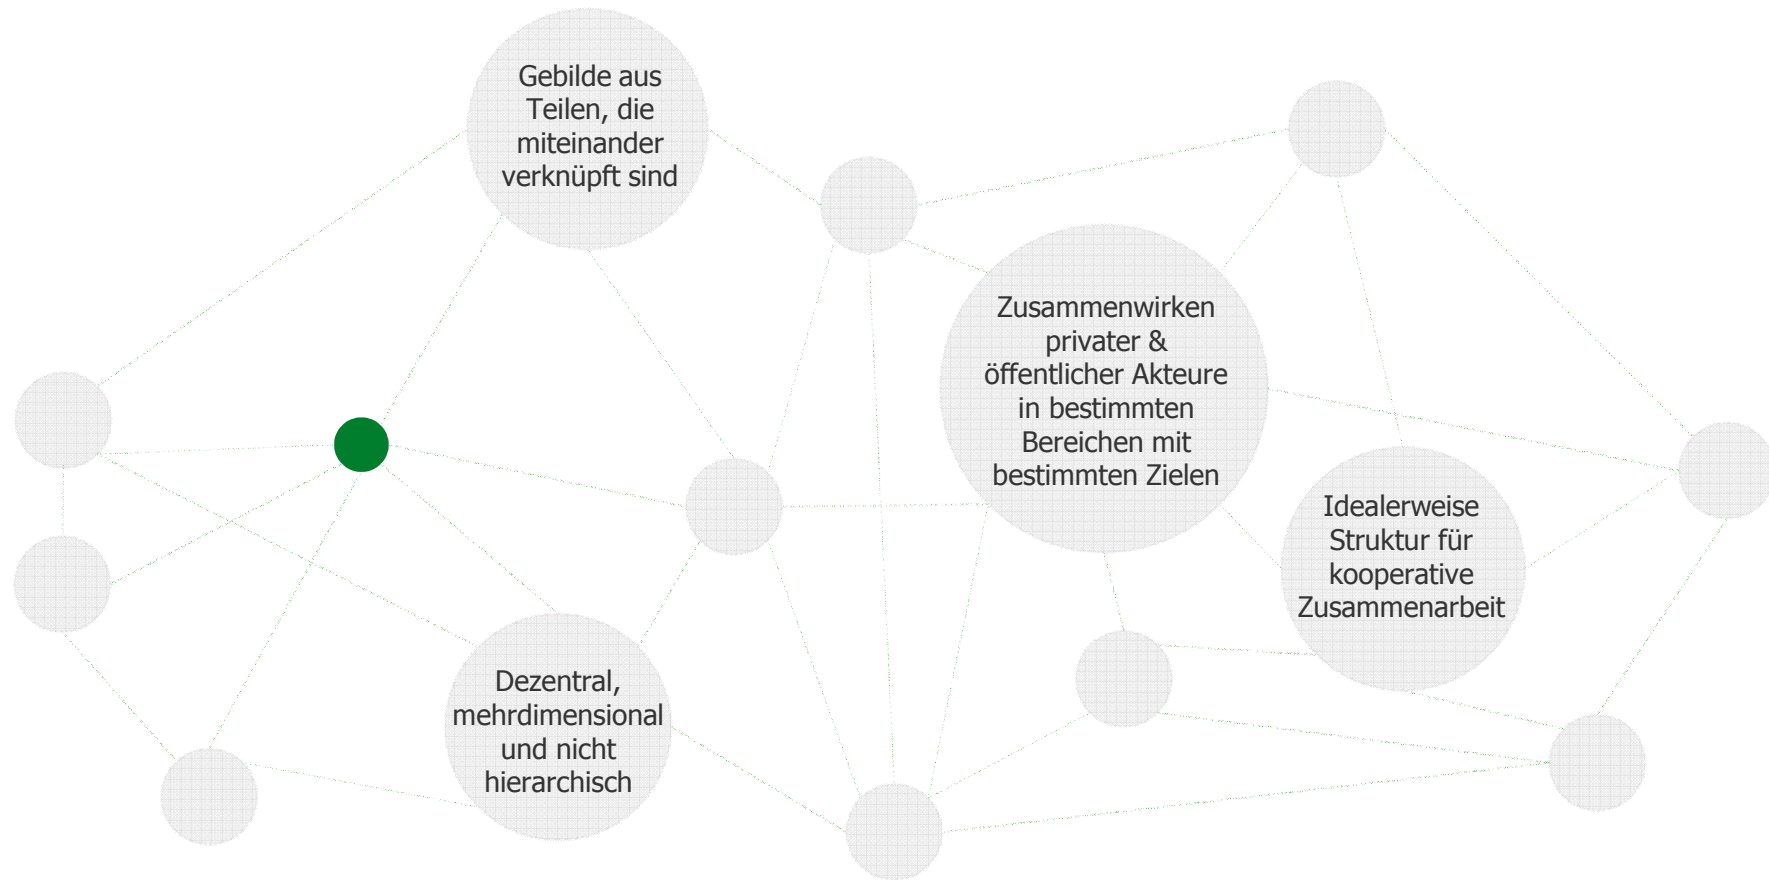 Gebilde aus
Teilen, die
miteinander
verknüpft sind
Zusammenwirken
privater &
öffentlicher Akteure
in bestimmten
Bereichen mit
bestimmten Zielen
Idealerweise
Struktur für
kooperative
Zusammenarbeit
Dezentral,
mehrdimensional
und nicht
hierarchisch